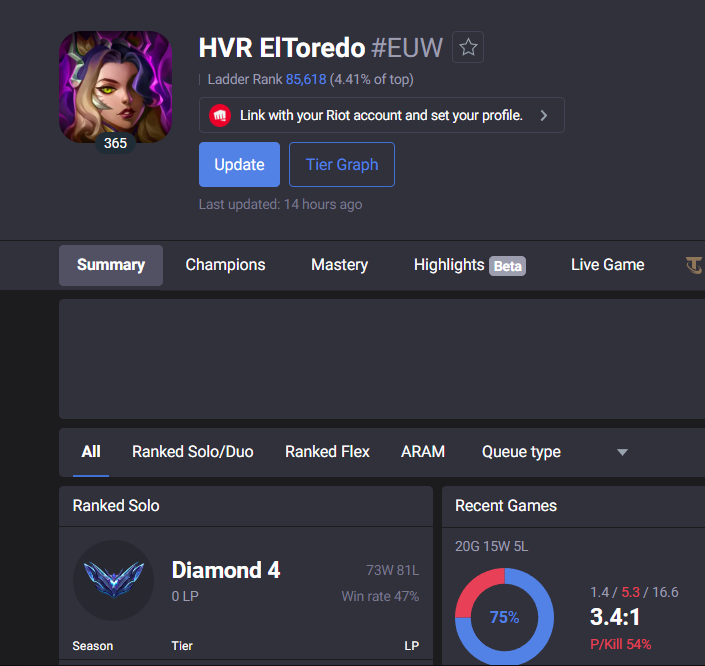 HVR ElToredo #EUW
Ladder Rank 85,618 (4.41% of top)
365
Link with your Riot account and set your profile.
Update
Tier Graph
Last updated: 14 hours ago
Summary
Champions
Mastery
Highlights Beta
Live Game
All
Ranked Solo/Duo
Ranked Flex
ARAM
Queue type
Ranked Solo
Diamond 4
0 LP
73W 81L
Win rate 47%
Season
Tier
LP
Recent Games
20G 15W 5L
75%
1.4 / 5.3 / 16.6
3.4:1
P/Kill 54%